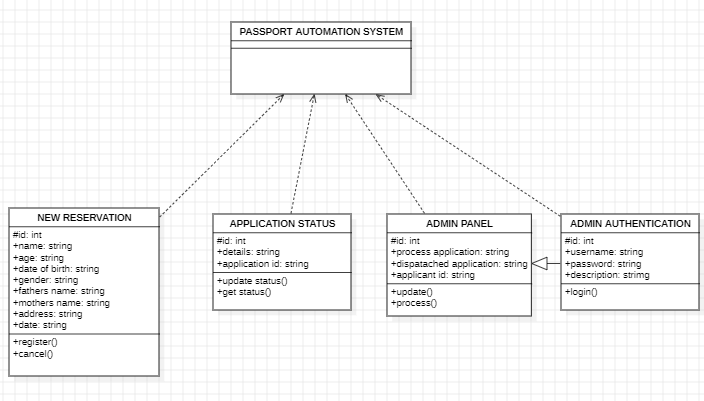 PASSPORT AUTOMATION SYSTEM
NEW RESERVATION
#id: int
+name: string
+age: string
+date of birth: string
+gender: string
+fathers name: string
+mothers name: string
+address: string
+date: string
+register()
+cancel()
APPLICATION STATUS
#id: int
+details: string
+application id: string
+update status()
+get status()
ADMIN PANEL
#id: int
+process application: string
+dispatached application: string
+applicant id: string
+update()
+process()
ADMIN AUTHENTICATION
#id: int
+username: string
+password: string
+description: strimg
+login()